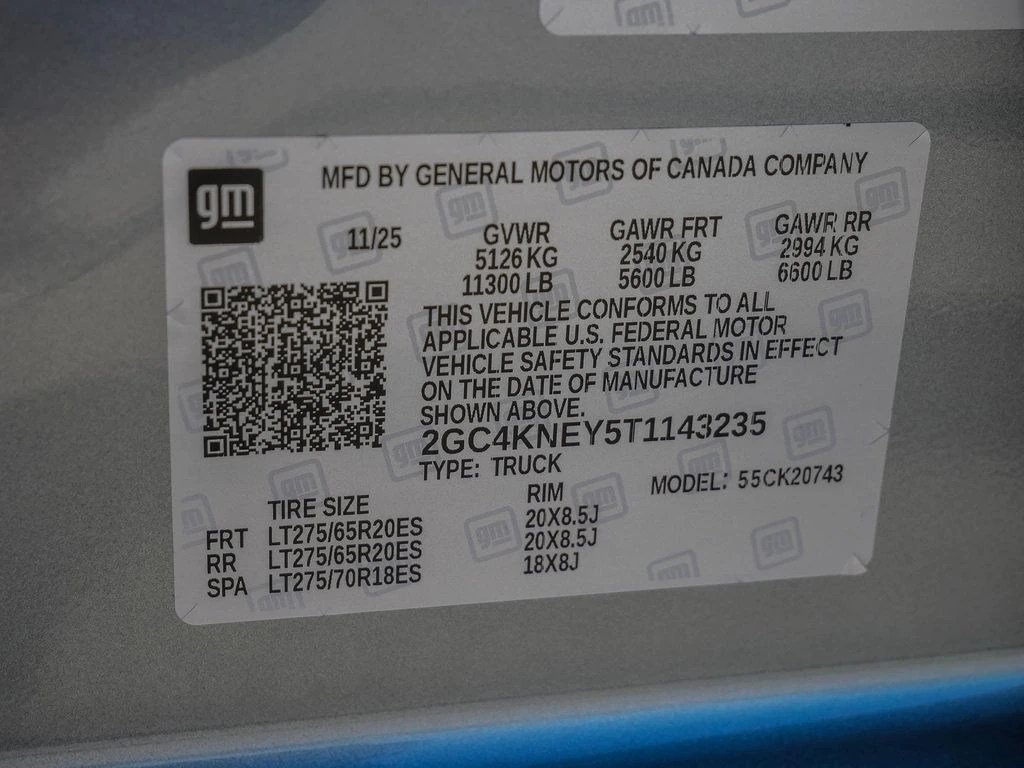 gm
MFD BY GENERAL MOTORS OF CANADA COMPANY
11/25 GVWR GAWR FRT GAWR RR
5126 KG 2540 KG 2994 KG
11300 LB 5600 LB 6600 LB
THIS VEHICLE CONFORMS TO ALL
APPLICABLE U.S. FEDERAL MOTOR
VEHICLE SAFETY STANDARDS IN EFFECT
ON THE DATE OF MANUFACTURE
SHOWN ABOVE.
2GC4KNEY5T1143235
TYPE: TRUCK MODEL: 55CK20743
TIRE SIZE RIM
FRT LT275/65R20ES 20X8.5J
RR LT275/65R20ES 20X8.5J
SPA LT275/70R18ES 18X8J